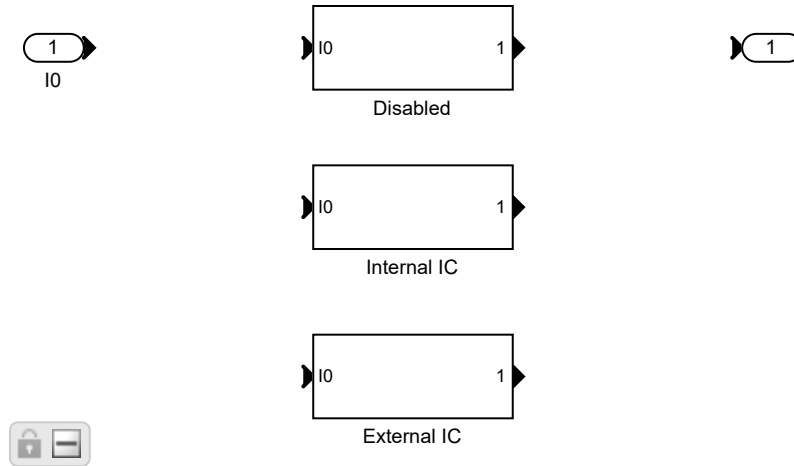 1
I0
I0 1
Disabled
1
I0 1
Internal IC
I0 1
External IC